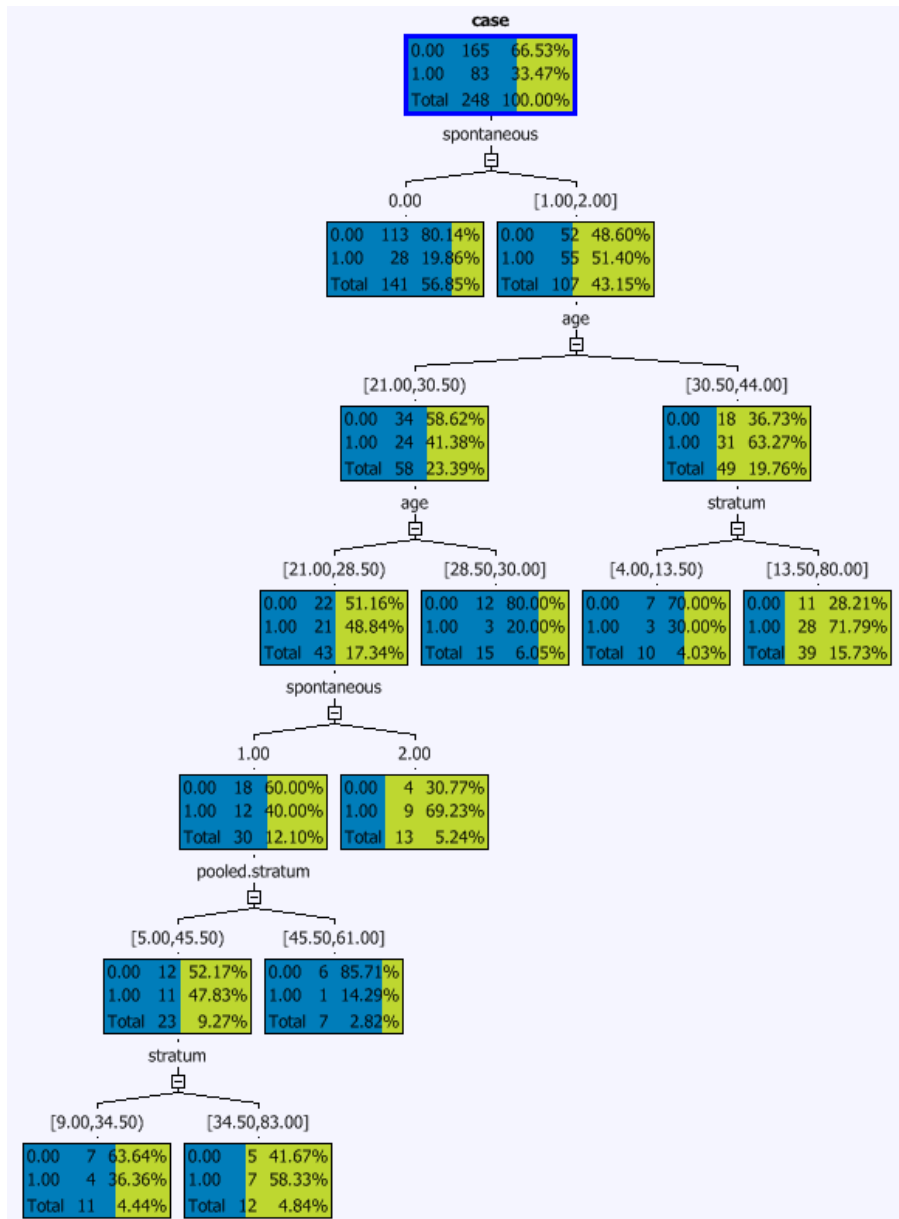 case
0.00 165 66.53%
1.00 83 33.47%
Total 248 100.00%
spontaneous
0.00 [1.00,2.00]
0.00 113 80.14% 0.00 52 48.60%
1.00 28 19.86% 1.00 55 51.40%
Total 141 56.85% Total 107 43.15%
age
[21.00,30.50) [30.50,44.00]
0.00 34 58.62% 0.00 18 36.73%
1.00 24 41.38% 1.00 31 63.27%
Total 58 23.39% Total 49 19.76%
age stratum
[21.00,28.50) [28.50,30.00] [4.00,13.50) [13.50,80.00]
0.00 22 51.16% 0.00 12 80.00% 0.00 7 70.00% 0.00 11 28.21%
1.00 21 48.84% 1.00 3 20.00% 1.00 3 30.00% 1.00 28 71.79%
Total 43 17.34% Total 15 6.05% Total 10 4.03% Total 39 15.73%
spontaneous
1.00 2.00
0.00 18 60.00% 0.00 4 30.77%
1.00 12 40.00% 1.00 9 69.23%
Total 30 12.10% Total 13 5.24%
pooled.stratum
[5.00,45.50) [45.50,61.00]
0.00 12 52.17% 0.00 6 85.71%
1.00 11 47.83% 1.00 1 14.29%
Total 23 9.27% Total 7 2.82%
stratum
[9.00,34.50) [34.50,83.00]
0.00 7 63.64% 0.00 5 41.67%
1.00 4 36.36% 1.00 7 58.33%
Total 11 4.44% Total 12 4.84%